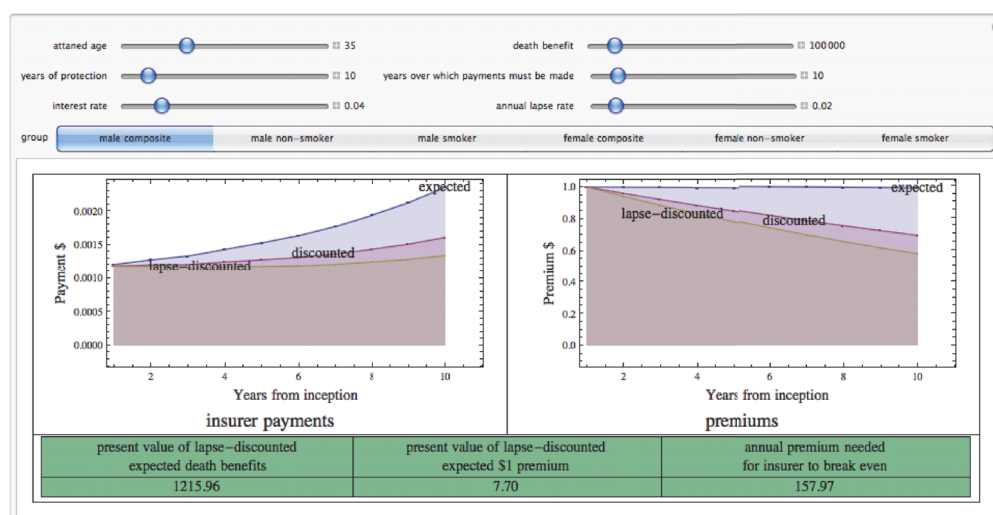 attaned age 35 death benefit 100 000
years of protection 10 years over which payments must be made 10
interest rate 0.04 annual lapse rate 0.02
group male composite male non-smoker male smoker female composite female non-smoker female smoker
expected
lapse-discounted
discounted
0.0020
0.0015
0.0010
0.0005
0.0000
Payment $
2 4 6 8 10
Years from inception
insurer payments
expected
lapse-discounted
discounted
1.0
0.8
0.6
0.4
0.2
0.0
Premium $
2 4 6 8 10
Years from inception
premiums
present value of lapse-discounted
expected death benefits
present value of lapse-discounted
expected $1 premium
annual premium needed
for insurer to break even
1215.96 7.70 157.97